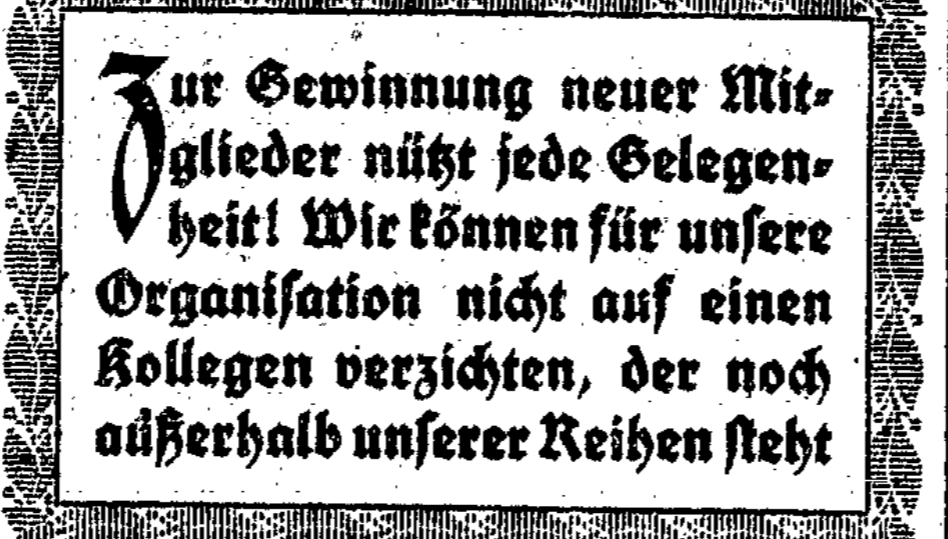 Zur Gewinnung neuer Mit-
glieder nützt jede Gelegen-
heit! Wir können für unsere
Organisation nicht auf einen
Kollegen verzichten, der noch
außerhalb unserer Reihen steht